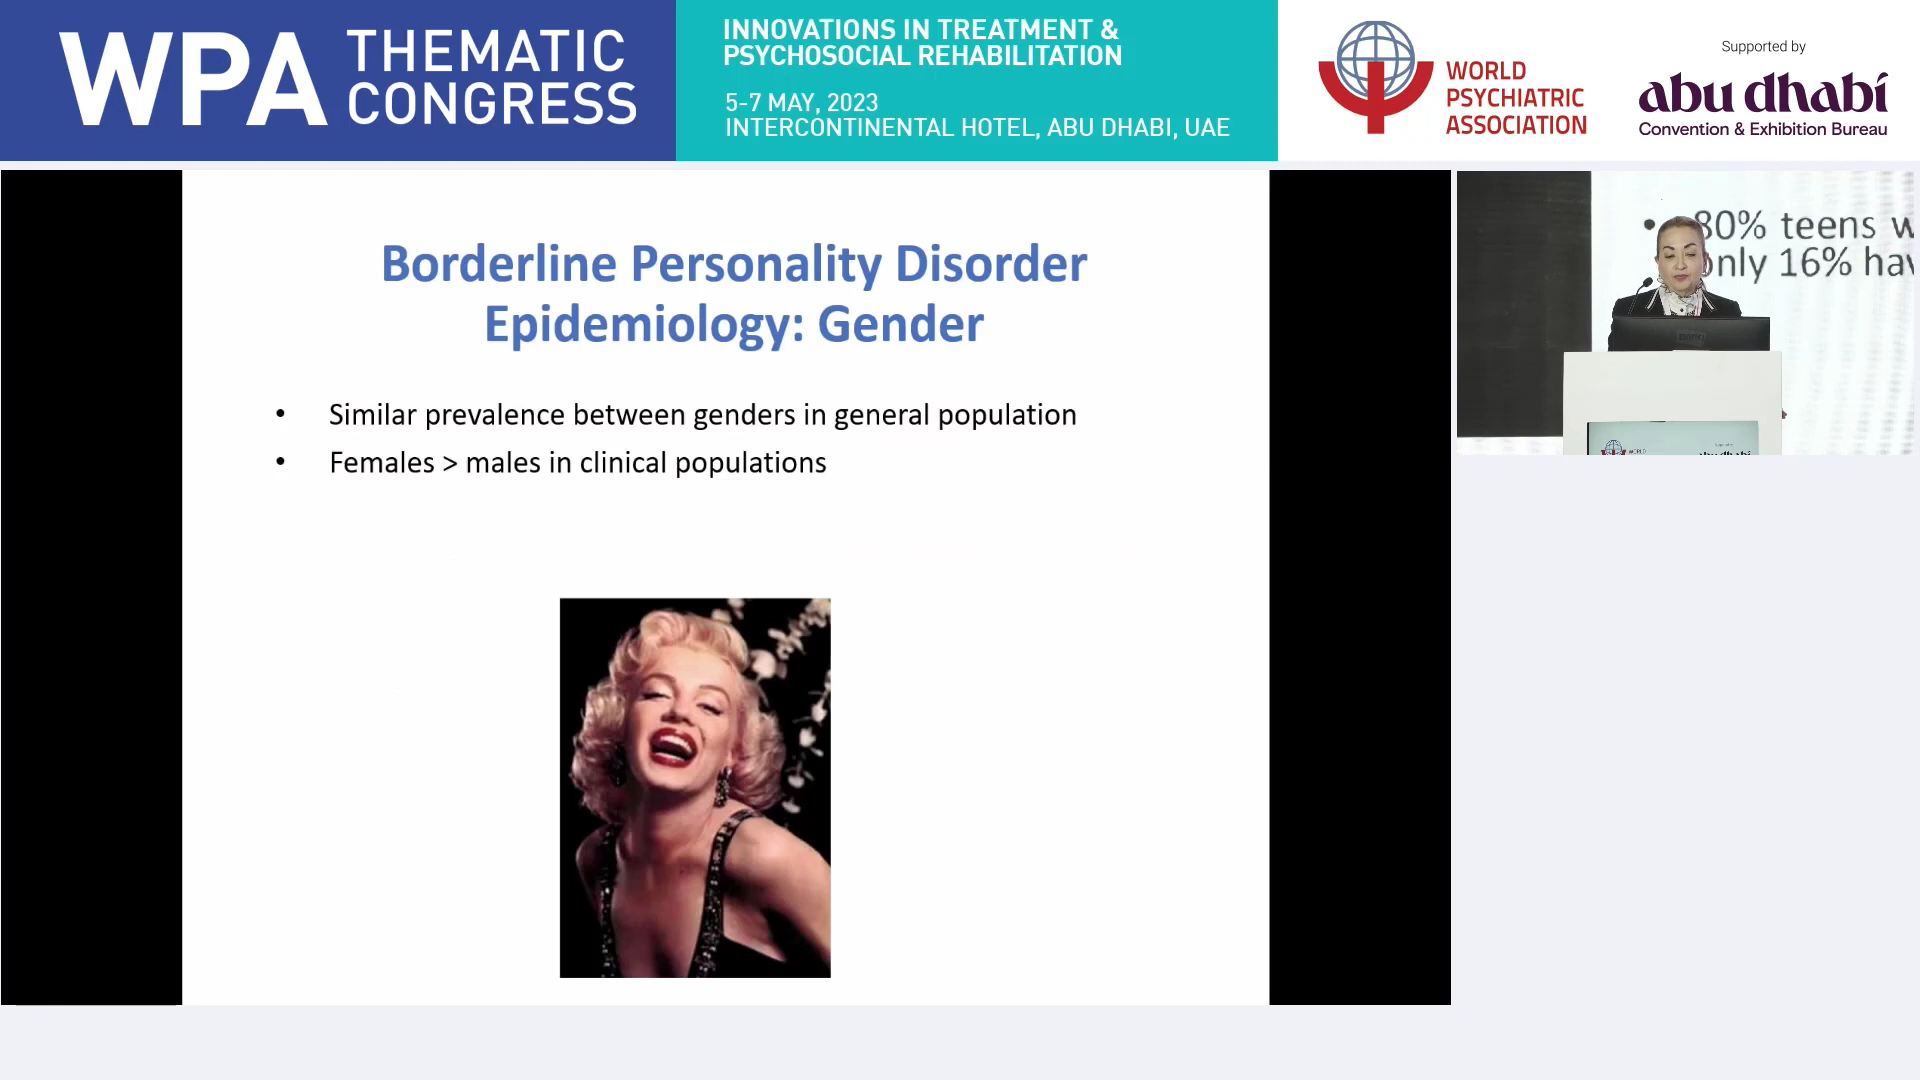 WPA THEMATIC
CONGRESS
INNOVATIONS IN TREATMENT &
PSYCHOSOCIAL REHABILITATION
5-7 MAY, 2023
INTERCONTINENTAL HOTEL, ABU DHABI, UAE
WORLD
PSYCHIATRIC
ASSOCIATION
Supported by
abu dhabi
Convention & Exhibition Bureau
Borderline Personality Disorder
Epidemiology: Gender
• Similar prevalence between genders in general population
• Females > males in clinical populations
• 80% teens w
only 16% hav
WORLD